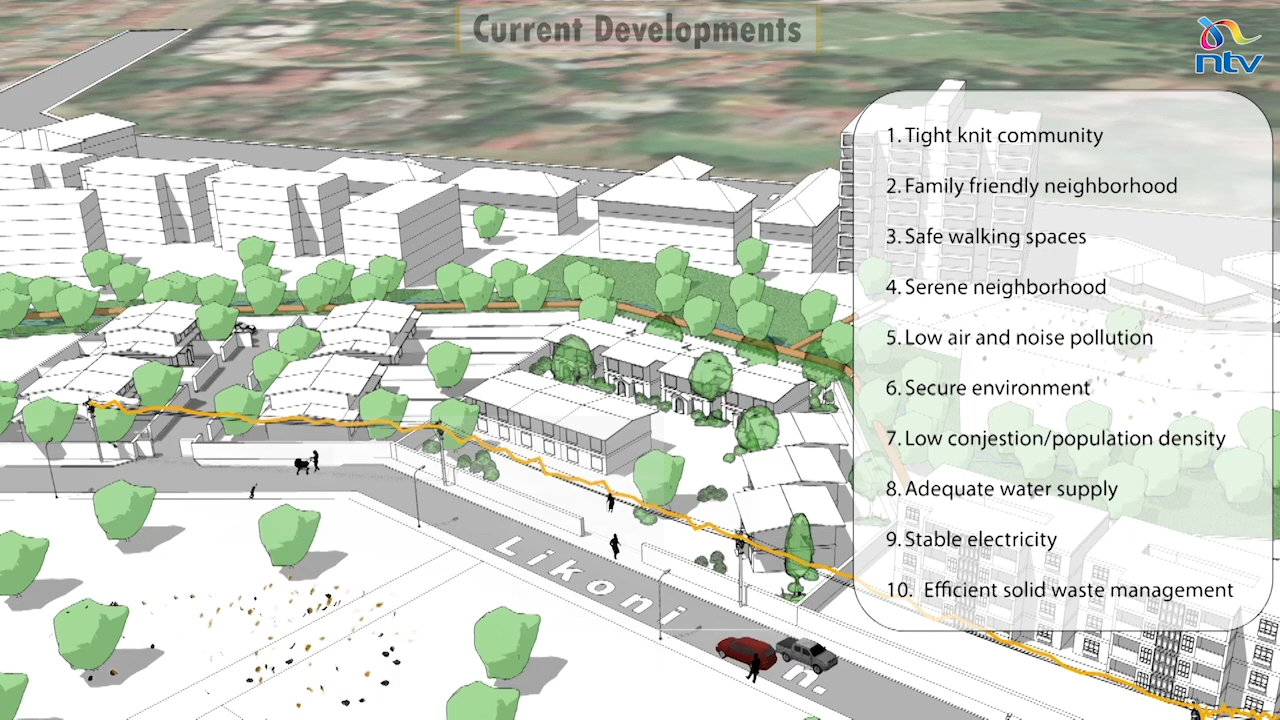 Current Developments
ntv
1. Tight knit community
2. Family friendly neighborhood
3. Safe walking spaces
4. Serene neighborhood
5. Low air and noise pollution
6. Secure environment
7. Low conjestion/population density
8. Adequate water supply
9. Stable electricity
10. Efficient solid waste management
Likoni
n.